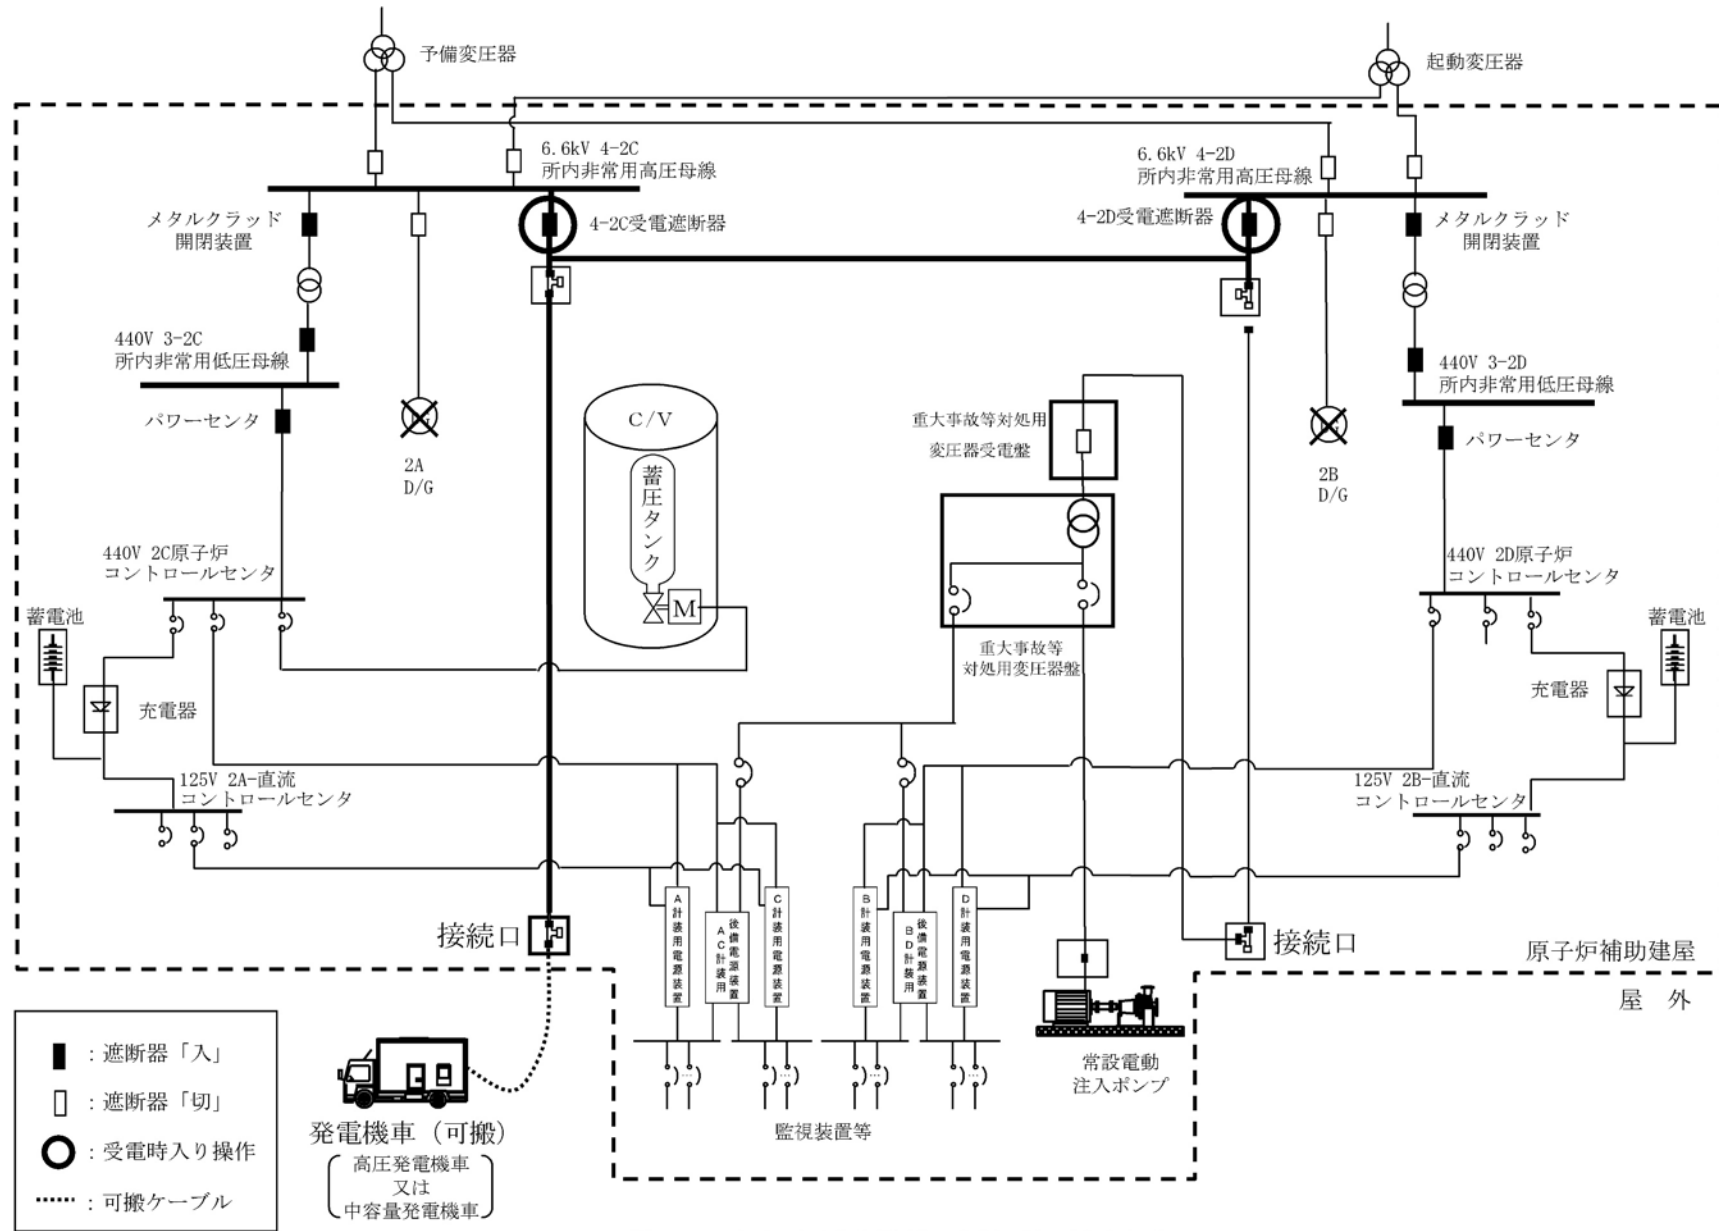 予備変圧器
起動変圧器
6.6kV 4-2C
所内非常用高圧母線
6.6kV 4-2D
所内非常用高圧母線
メタルクラッド
開閉装置
4-2C受電遮断器
4-2D受電遮断器
メタルクラッド
開閉装置
440V 3-2C
所内非常用低圧母線
440V 3-2D
所内非常用低圧母線
パワーセンタ
C/V
蓄圧タンク
M
重大事故等対処用
変圧器受電盤
パワーセンタ
2A
D/G
2B
D/G
440V 2C原子炉
コントロールセンタ
440V 2D原子炉
コントロールセンタ
蓄電池
蓄電池
重大事故等
対処用変圧器盤
充電器
充電器
125V 2A-直流
コントロールセンタ
125V 2B-直流
コントロールセンタ
A計装用電源装置
AC計装用
後備電源装置
C計装用電源装置
B計装用電源装置
BD計装用
後備電源装置
D計装用電源装置
接続口
接続口
原子炉補助建屋
屋 外
常設電動
注入ポンプ
監視装置等
:遮断器「入」
:遮断器「切」
:受電時入り操作
:可搬ケーブル
発電機車(可搬)
高圧発電機車
又は
中容量発電機車